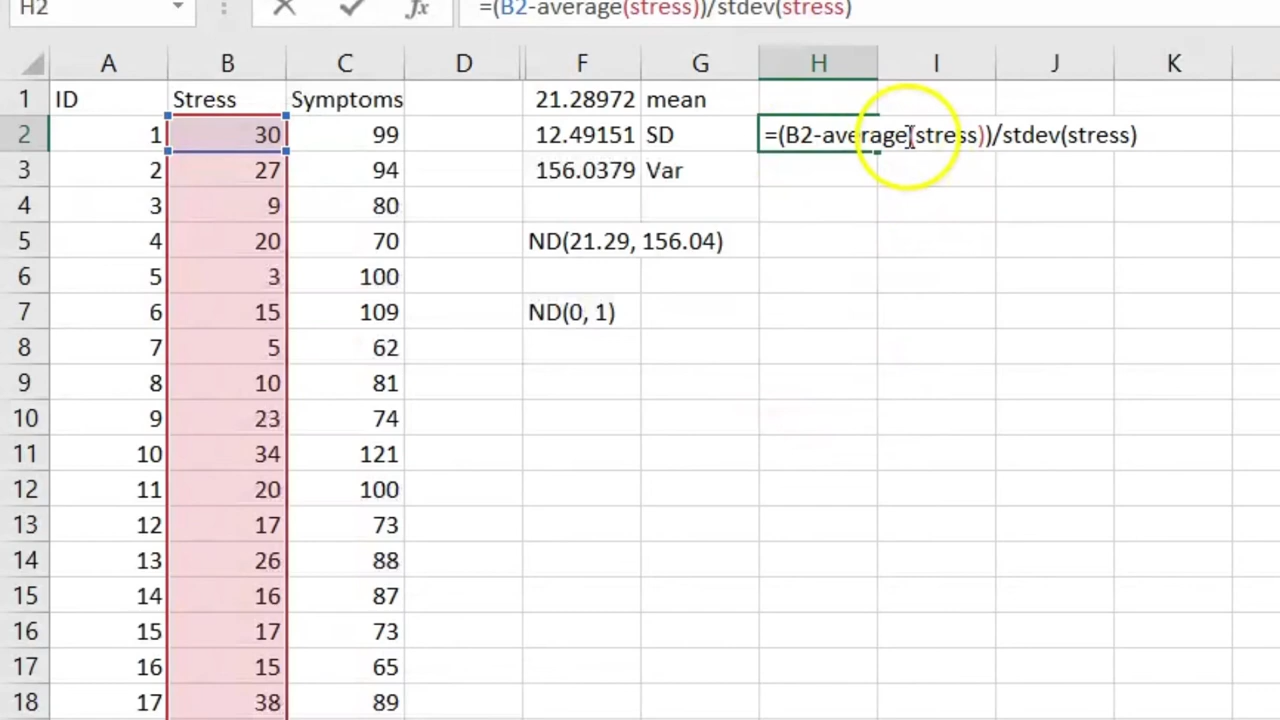 H2 =(B2-average(stress))/stdev(stress)
A B C D F G H I J K
1 ID Stress Symptoms 21.28972 mean
2 1 30 99 12.49151 SD =(B2-average(stress))/stdev(stress)
3 2 27 94 156.0379 Var
4 3 9 80
5 4 20 70 ND(21.29, 156.04)
6 5 3 100
7 6 15 109 ND(0, 1)
8 7 5 62
9 8 10 81
10 9 23 74
11 10 34 121
12 11 20 100
13 12 17 73
14 13 26 88
15 14 16 87
16 15 17 73
17 16 15 65
18 17 38 89